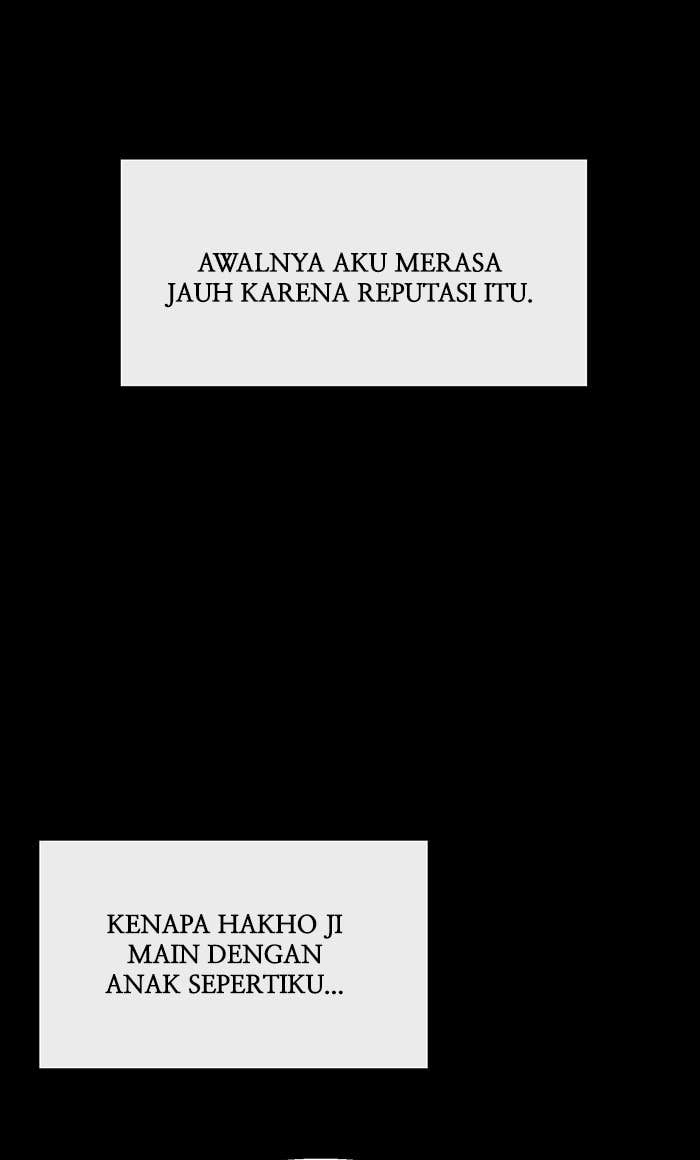 AWALNYA AKU MERASA
JAUH KARENA REPUTASI ITU.
KENAPA HAKHO JI
MAIN DENGAN
ANAK SEPERTIKU...